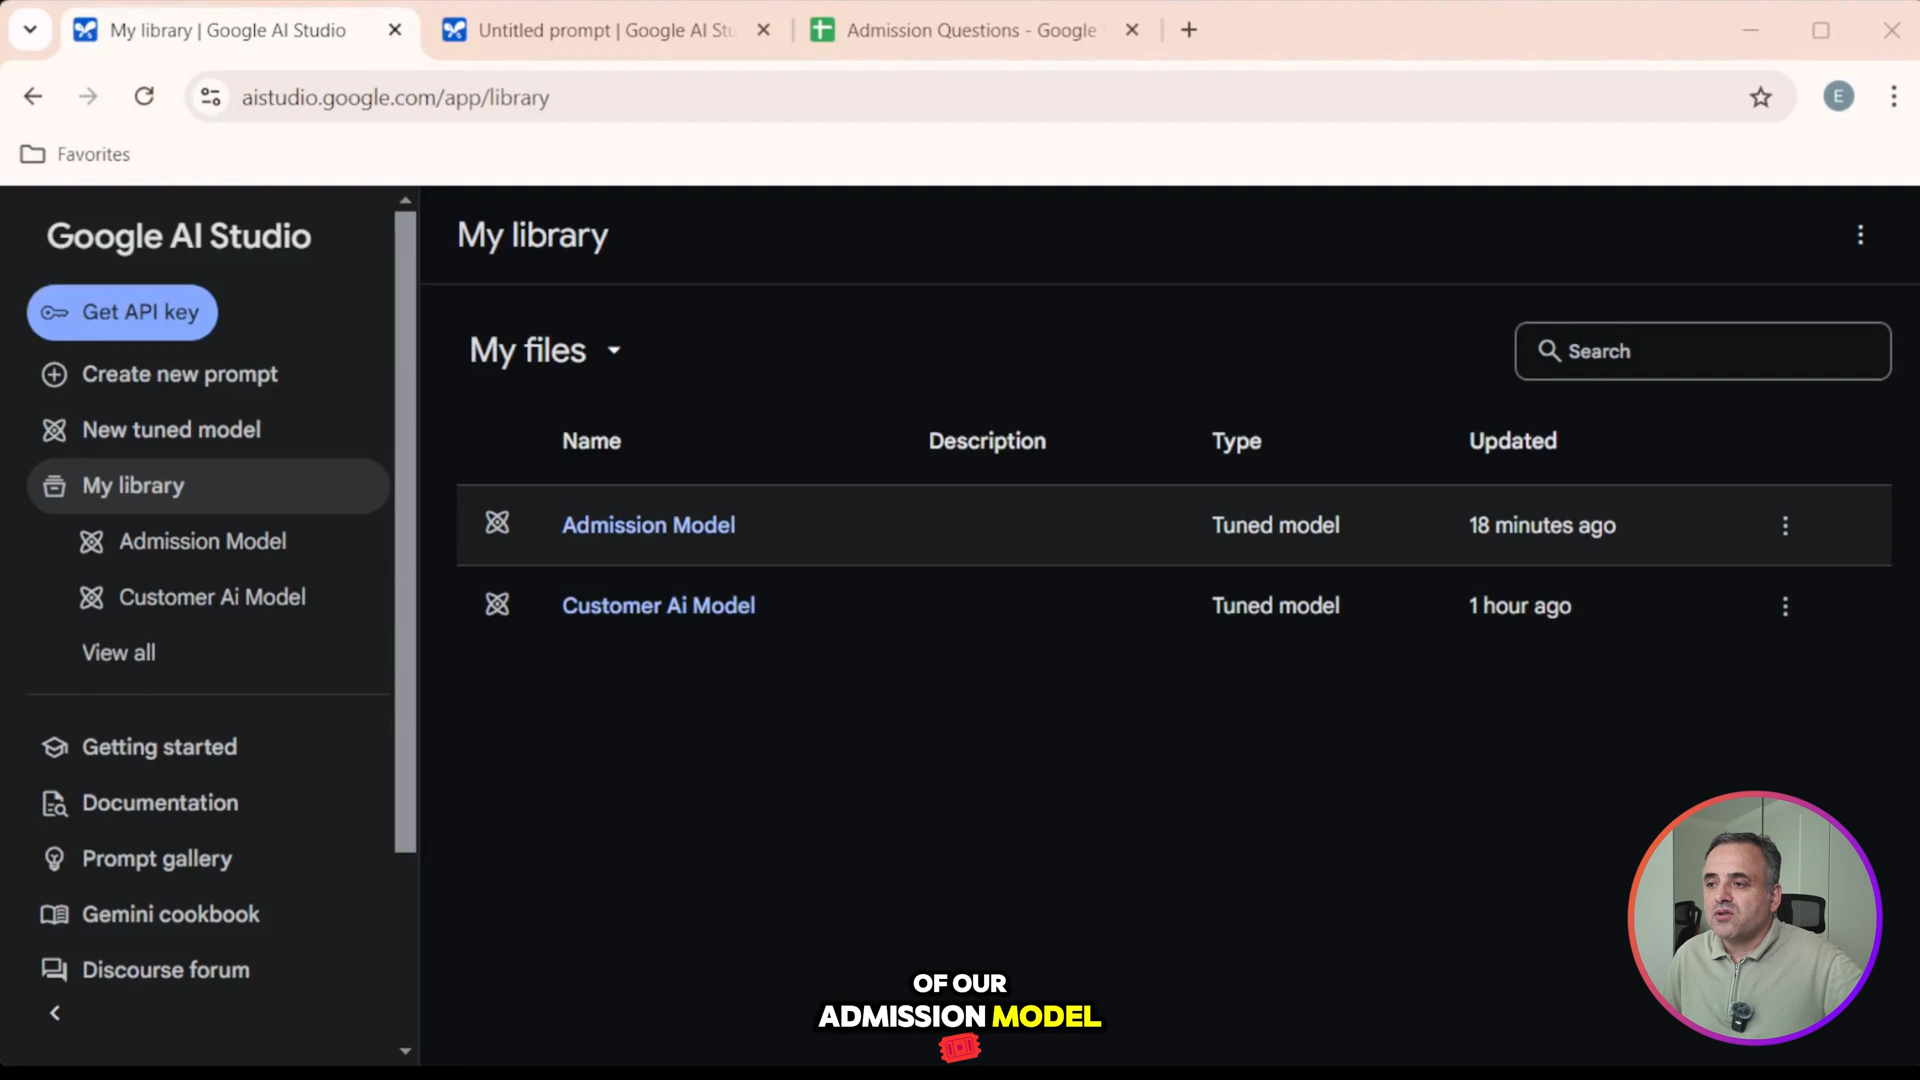 My library | Google AI Studio
Untitled prompt | Google AI Stu
Admission Questions - Google
aistudio.google.com/app/library
E
Favorites
Google AI Studio
Get API key
Create new prompt
New tuned model
My library
Admission Model
Customer Ai Model
View all
Getting started
Documentation
Prompt gallery
Gemini cookbook
Discourse forum
My library
My files
Search
Name Description Type Updated
Admission Model Tuned model 18 minutes ago
Customer Ai Model Tuned model 1 hour ago
OF OUR
ADMISSION MODEL